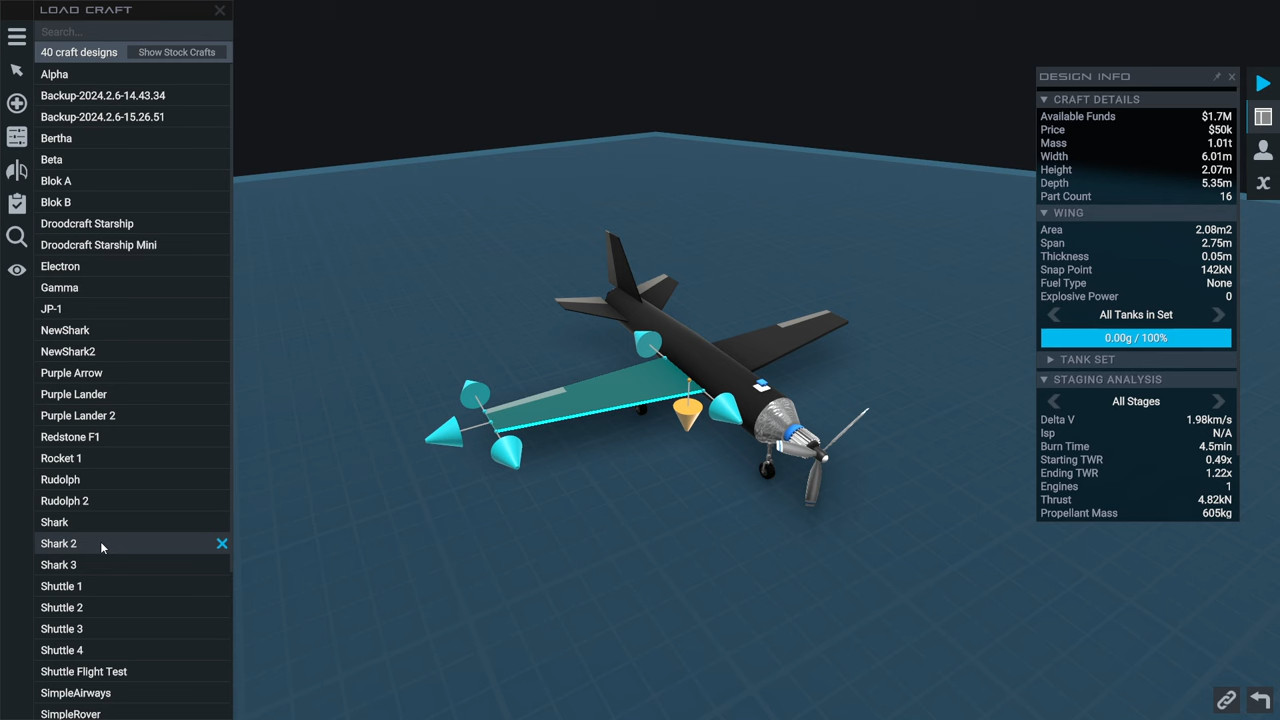 LOAD CRAFT
Search...
40 craft designs
Show Stock Crafts
Alpha
Backup-2024.2.6-14.43.34
Backup-2024.2.6-15.26.51
Bertha
Beta
Blok A
Blok B
Droodcraft Starship
Droodcraft Starship Mini
Electron
Gamma
JP-1
NewShark
NewShark2
Purple Arrow
Purple Lander
Purple Lander 2
Redstone F1
Rocket 1
Rudolph
Rudolph 2
Shark
Shark 2
Shark 3
Shuttle 1
Shuttle 2
Shuttle 3
Shuttle 4
Shuttle Flight Test
SimpleAirways
SimpleRover
DESIGN INFO
CRAFT DETAILS
Available Funds $1.7M
Price $50k
Mass 1.01t
Width 6.01m
Height 2.07m
Depth 5.35m
Part Count 16
WING
Area 2.08m2
Span 2.75m
Thickness 0.05m
Snap Point 142kN
Fuel Type None
Explosive Power 0
All Tanks in Set
0.00g / 100%
TANK SET
STAGING ANALYSIS
All Stages
Delta V 1.98km/s
Isp N/A
Burn Time 4.5min
Starting TWR 0.49x
Ending TWR 1.22x
Engines 1
Thrust 4.82kN
Propellant Mass 605kg